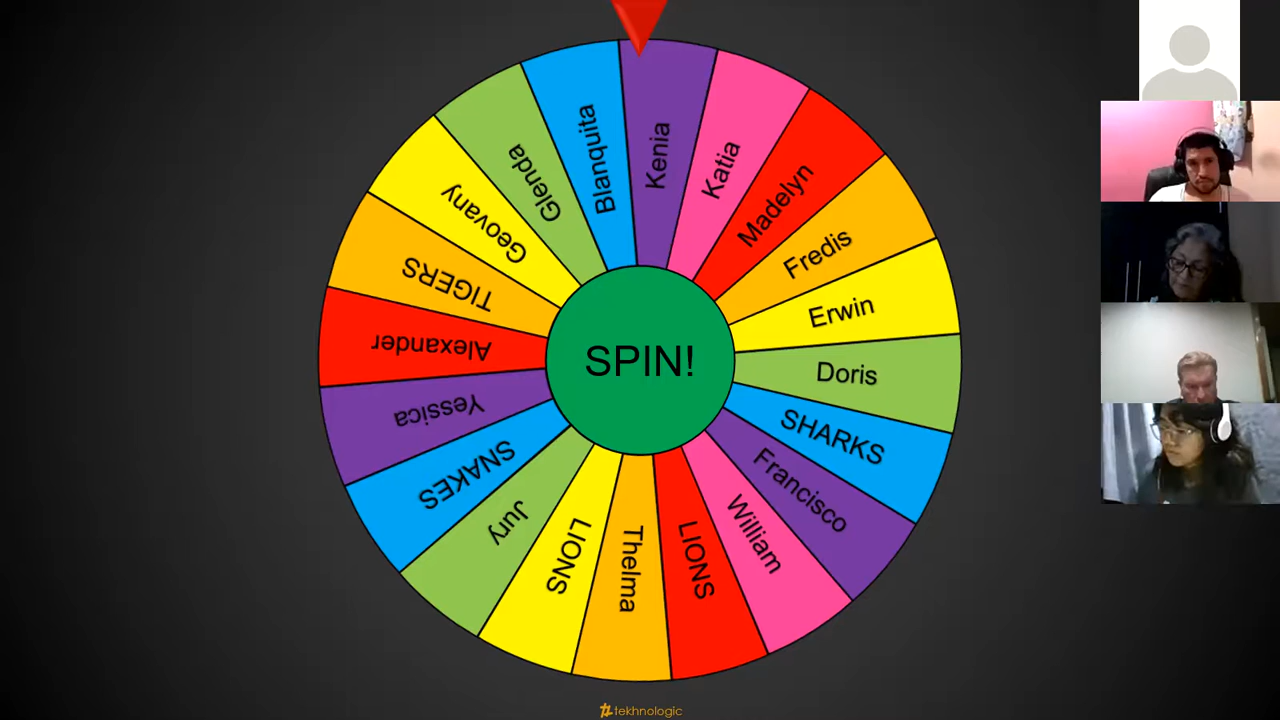 Kenia
Katia
Madelyn
Fredis
Erwin
Doris
SHARKS
Francisco
William
LIONS
Thelma
LIONS
Jury
SNAKES
Yessica
Alexander
TIGERS
Geovany
Glenda
Blanquita
SPIN!
tekhnologic